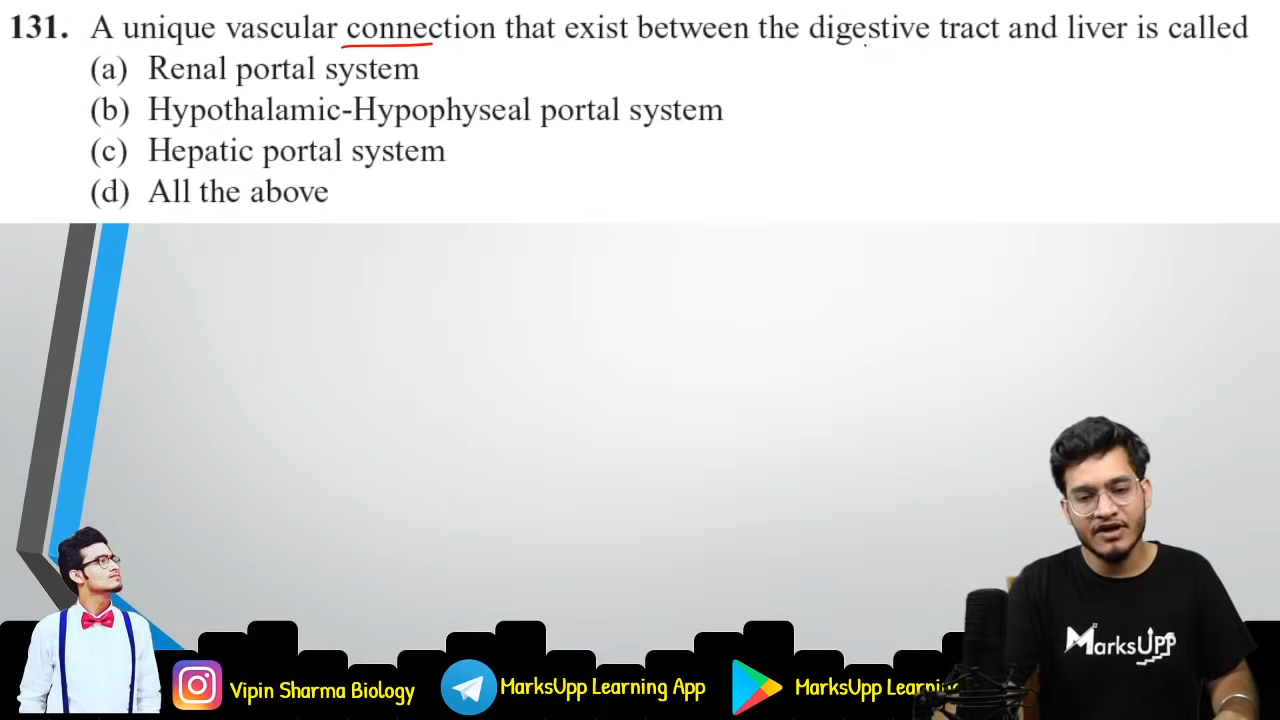 131. A unique vascular connection that exist between the digestive tract and liver is called
(a) Renal portal system
(b) Hypothalamic-Hypophyseal portal system
(c) Hepatic portal system
(d) All the above
MarksUpp
Vipin Sharma Biology
MarksUpp Learning App
MarksUpp